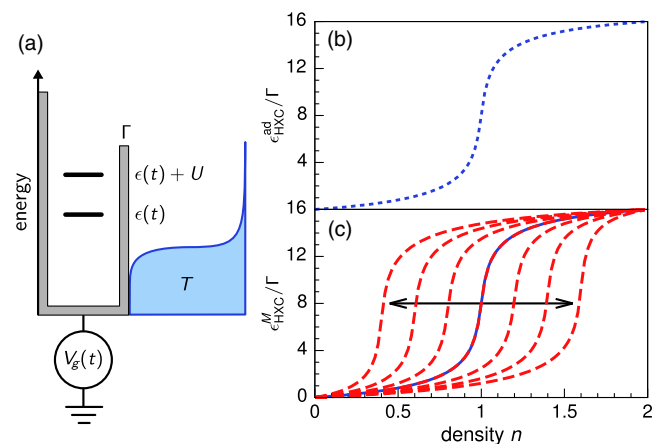 (a)
energy
Γ
ϵ(t) + U
ϵ(t)
T
V_g(t)
(b)
ϵ^ad_HXC/Γ
16
12
8
4
16
(c)
ϵ^M_HXC/Γ
12
8
4
0
0
0.5
1
1.5
2
density n